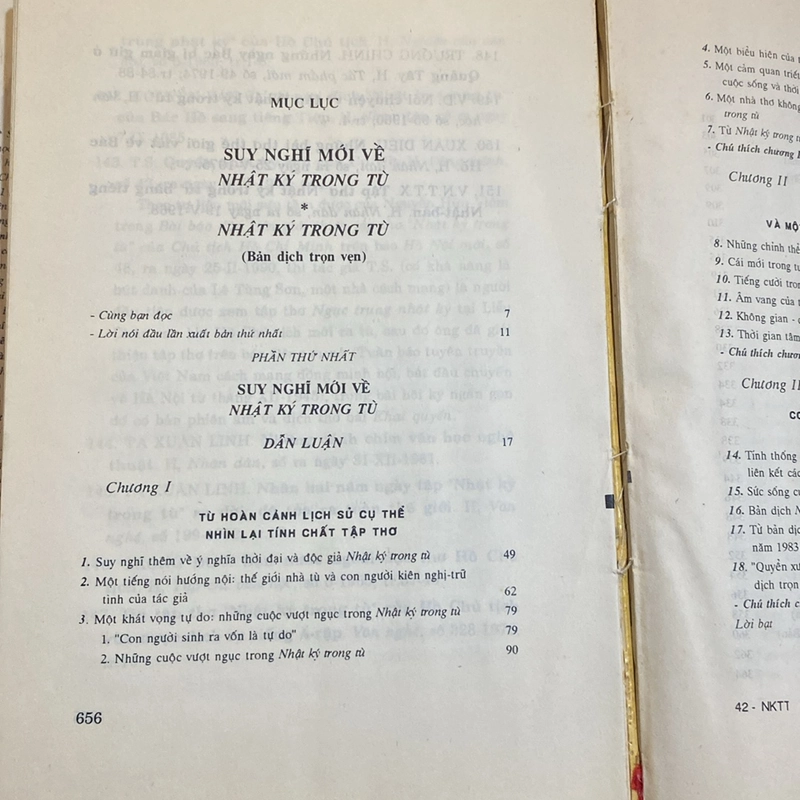 MỤC LỤC
SUY NGHĨ MỚI VỀ
NHẬT KÝ TRONG TÙ
*
NHẬT KÝ TRONG TÙ
(Bản dịch trọn vẹn)
- Cùng bạn đọc 7
- Lời nói đầu lần xuất bản thứ nhất 11
PHẦN THỨ NHẤT
SUY NGHĨ MỚI VỀ
NHẬT KÝ TRONG TÙ
DẪN LUẬN 17
Chương I
TỪ HOÀN CẢNH LỊCH SỬ CỤ THỂ
NHÌN LẠI TÍNH CHẤT TẬP THƠ
1. Suy nghĩ thêm về ý nghĩa thời đại và độc giả Nhật ký trong tù 49
2. Một tiếng nói hướng nội: thế giới nhà tù và con người kiên nghị-trữ
tình của tác giả 62
3. Một khát vọng tự do: những cuộc vượt ngục trong Nhật ký trong tù 79
1. "Con người sinh ra vốn là tự do" 79
2. Những cuộc vượt ngục trong Nhật ký trong tù 90
656
4. Một biểu hiện của
5. Một cảm quan triết
cuộc sống và thời
6. Một nhà thơ không
trong tù
7. Từ Nhật ký trong
- Chú thích chương
Chương II
VÀ MỘ
8. Những chỉnh thể
9. Cái mới trong
10. Tiếng cười tron
11. Âm vang của
12. Không gian -
13. Thời gian tâm
- Chú thích chương
Chương II
14. Tính thống
liên kết các
15. Sức sống
16. Bản dịch
17. Từ bản dịch
năm 1983
18. "Quyển
dịch trọn
- Chú thích
Lời bạt
42 - NKTT